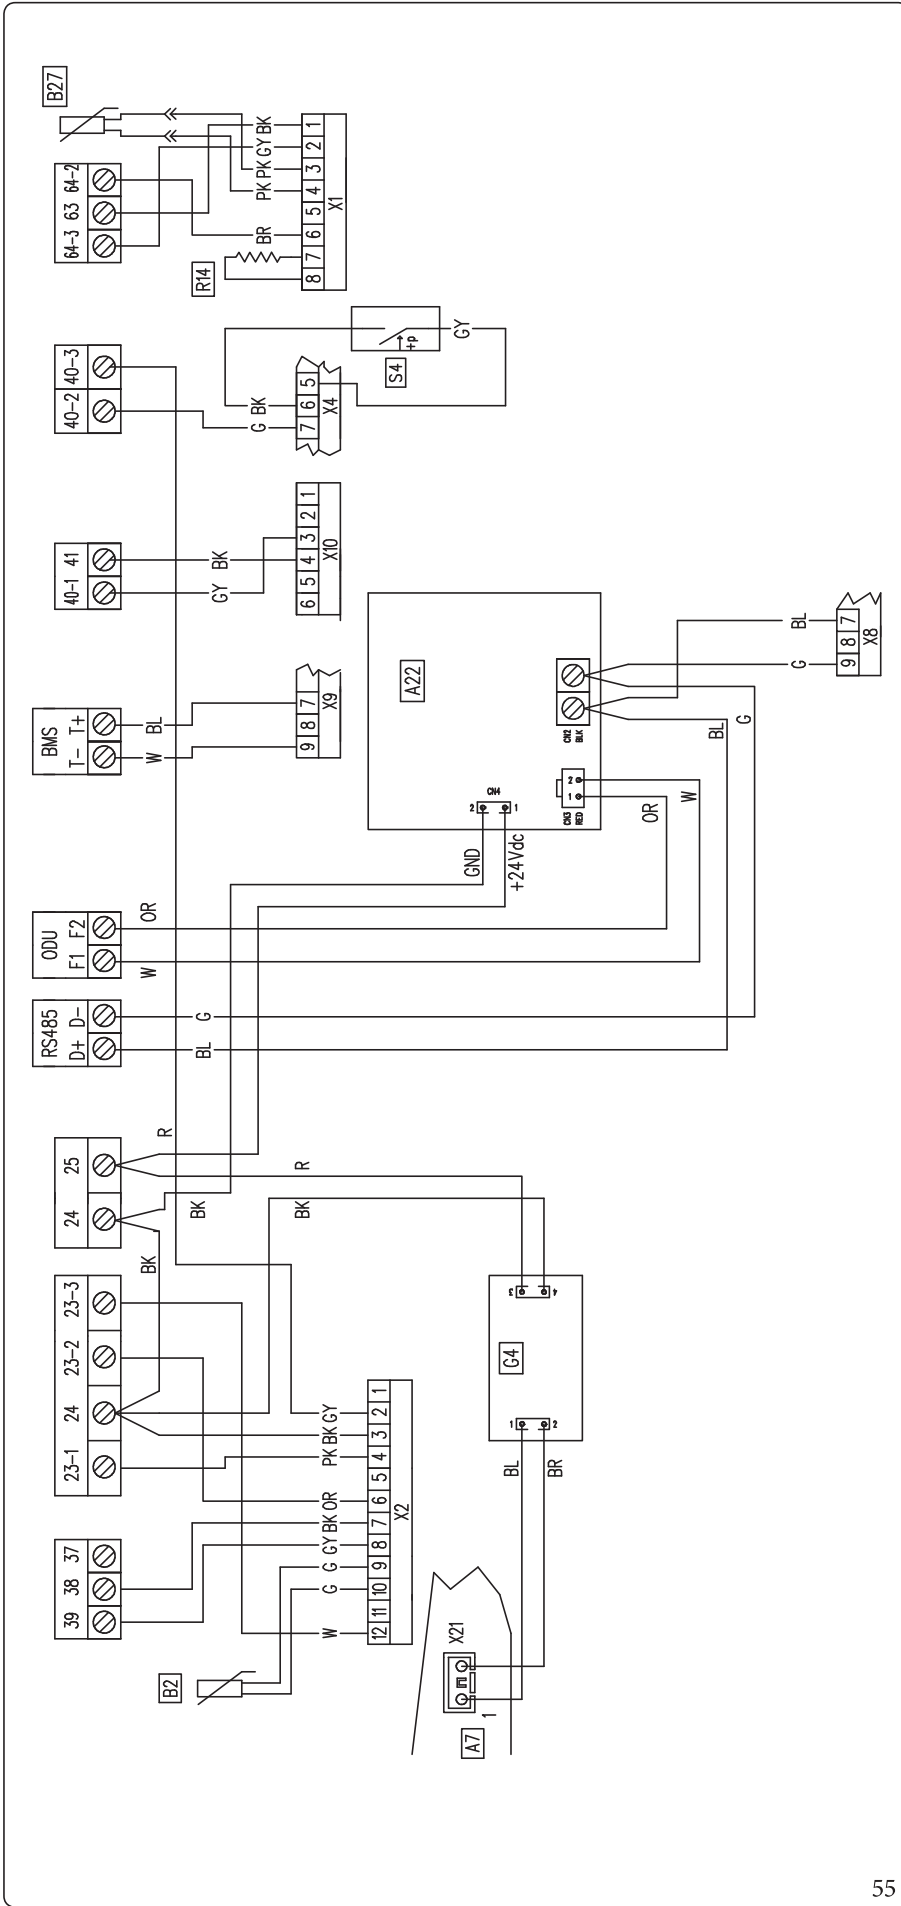 B27
64-3 63 64-2
BK
GY
PK
PK
BR
1 2 3 4 5 6 7 8
X1
R14
40-2 40-3
S4
+p
GY
BK
G
5 6 7
X4
40-1 41
BK
GY
1 2 3 4 5 6
X10
BMS
T- T+
BL
W
7 8 9
X9
A22
CN2
BLK
CN3
RED
2
1
CN4
2 1
GND
+24Vdc
BL
G
7 8 9
X8
BL
G
OR
W
ODU
F1 F2
OR
W
RS485
D+ D-
G
BL
24 25
R
R
BK
BK
BK
23-1 24 23-2 23-3
G4
3 4
1 2
BL
BR
GY
BK
PK
OR
BK
GY
G
G
W
1 2 3 4 5 6 7 8 9 10 11 12
X2
39 38 37
B2
X21
1
A7
55